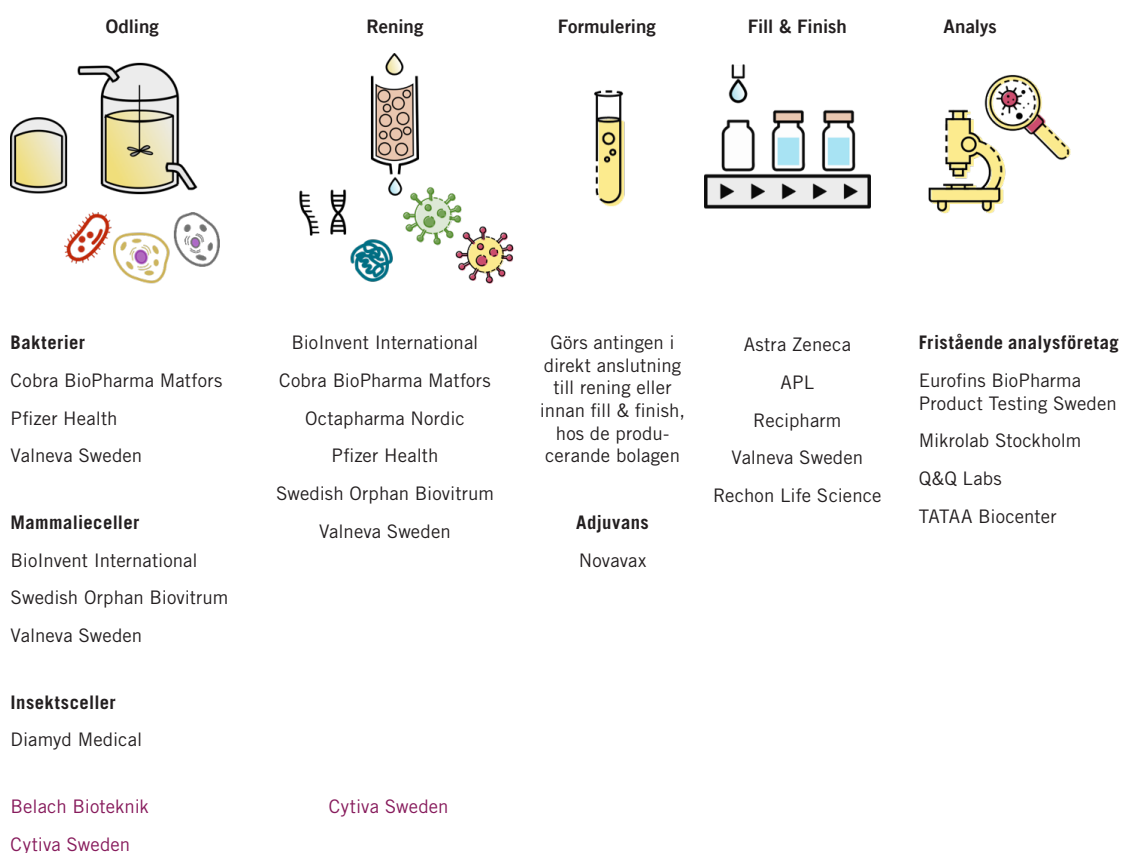 Odling
Rening
Formulering
Fill & Finish
Analys
Bakterier
Cobra BioPharma Matfors
Pfizer Health
Valneva Sweden
Mammalieceller
BioInvent International
Swedish Orphan Biovitrum
Valneva Sweden
Insektsceller
Diamyd Medical
Belach Bioteknik
Cytiva Sweden
BioInvent International
Cobra BioPharma Matfors
Octapharma Nordic
Pfizer Health
Swedish Orphan Biovitrum
Valneva Sweden
Cytiva Sweden
Görs antingen i
direkt anslutning
till rening eller
innan fill & finish,
hos de produ-
cerande bolagen
Adjuvans
Novavax
Astra Zeneca
APL
Recipharm
Valneva Sweden
Rechon Life Science
Fristående analysföretag
Eurofins BioPharma
Product Testing Sweden
Mikrolab Stockholm
Q&Q Labs
TATAA Biocenter